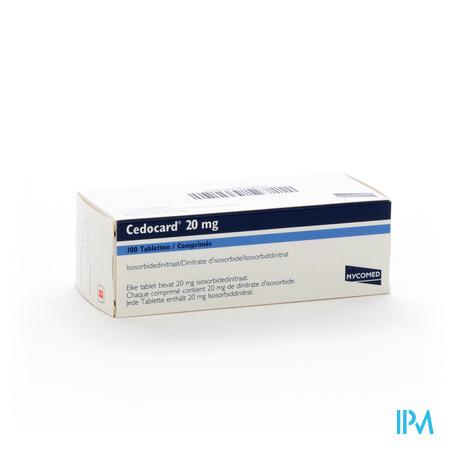 Cedocard® 20 mg
100 Tabletten / Comprimés
Isosorbidedinitraat/Dinitrate d'isosorbide/Isosorbiddinitrat
Elke tablet bevat 20 mg isosorbidedinitraat.
Chaque comprimé contient 20 mg de dinitrate d'isosorbide.
Jede Tablette enthält 20 mg Isosorbiddinitrat.
NYCOMED
IPM